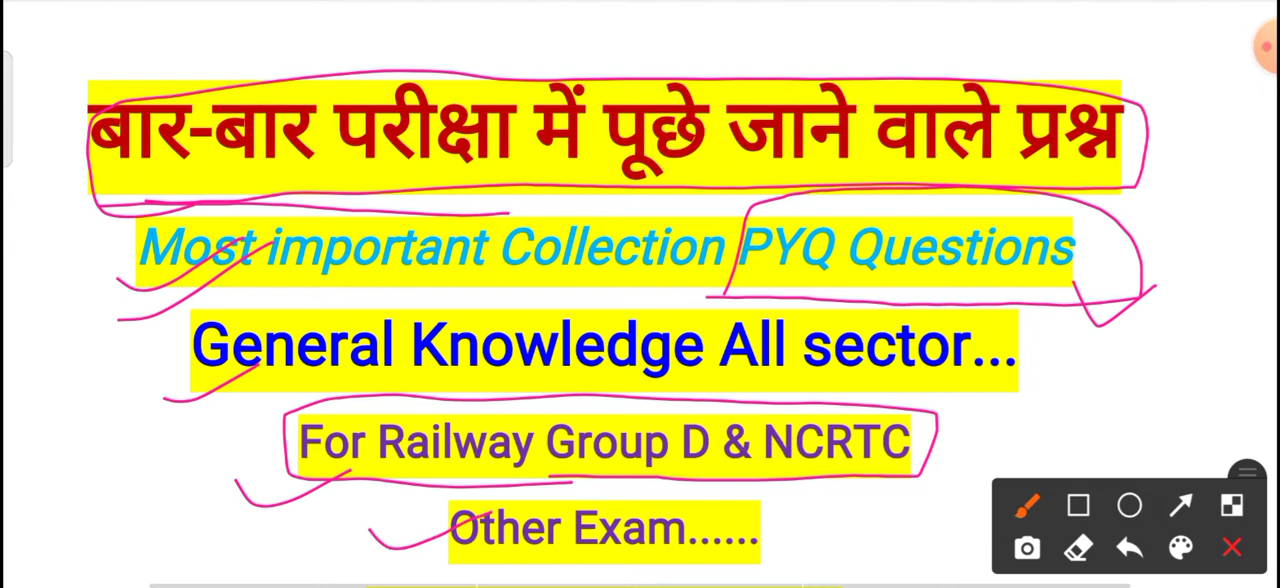 बार-बार परीक्षा में पूछे जाने वाले प्रश्न
Most important Collection PYQ Questions
General Knowledge All sector...
For Railway Group D & NCRTC
Other Exam......